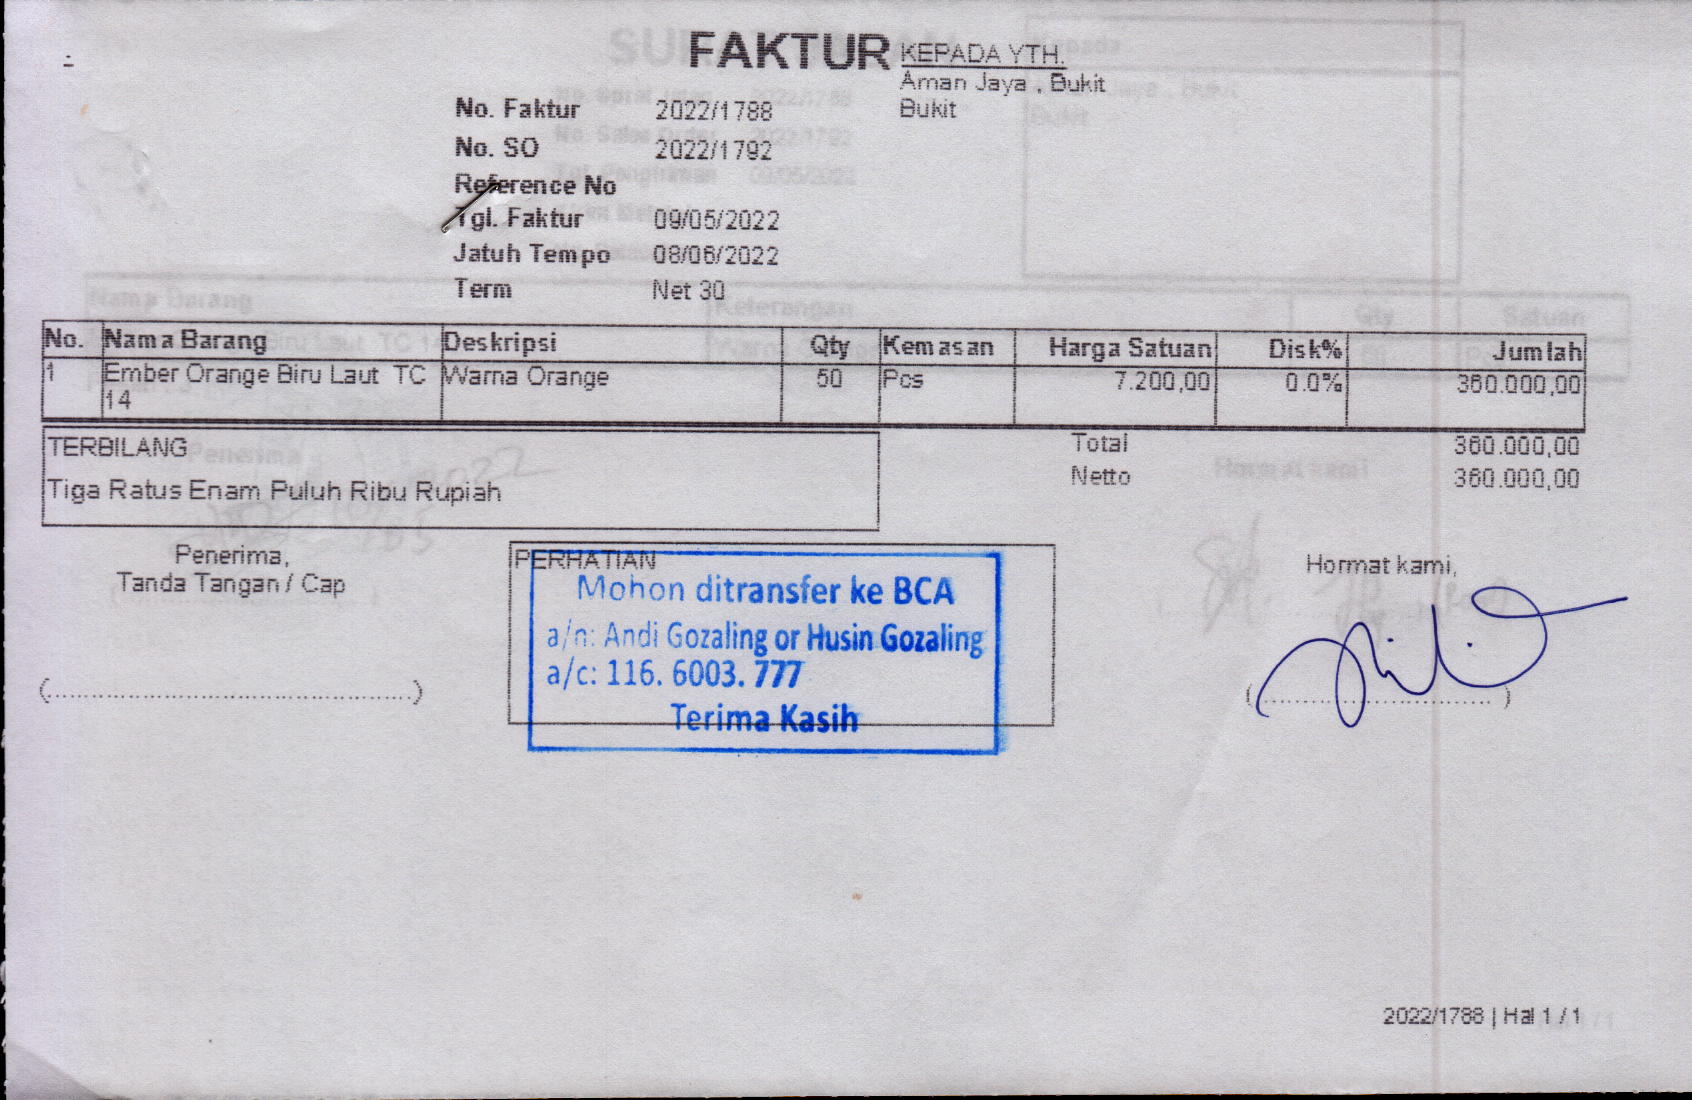 FAKTUR
KEPADA YTH.
Aman Jaya , Bukit
Bukit
No. Faktur 2022/1788
No. SO 2022/1792
Reference No
Tgl. Faktur 09/05/2022
Jatuh Tempo 08/06/2022
Term Net 30
No. Nama Barang Deskripsi Qty Kemasan Harga Satuan Disk% Jumlah
1 Ember Orange Biru Laut TC Warna Orange 50 Pcs 7.200,00 0.0% 360.000,00
14
TERBILANG
Tiga Ratus Enam Puluh Ribu Rupiah
Total 360.000,00
Netto 360.000,00
Penerima,
Tanda Tangan / Cap
(..........................................)
PERHATIAN
Mohon ditransfer ke BCA
a/n: Andi Gozaling or Husin Gozaling
a/c: 116. 6003. 777
Terima Kasih
Hormat kami,
(..............................)
2022/1788 | Hal 1 / 1